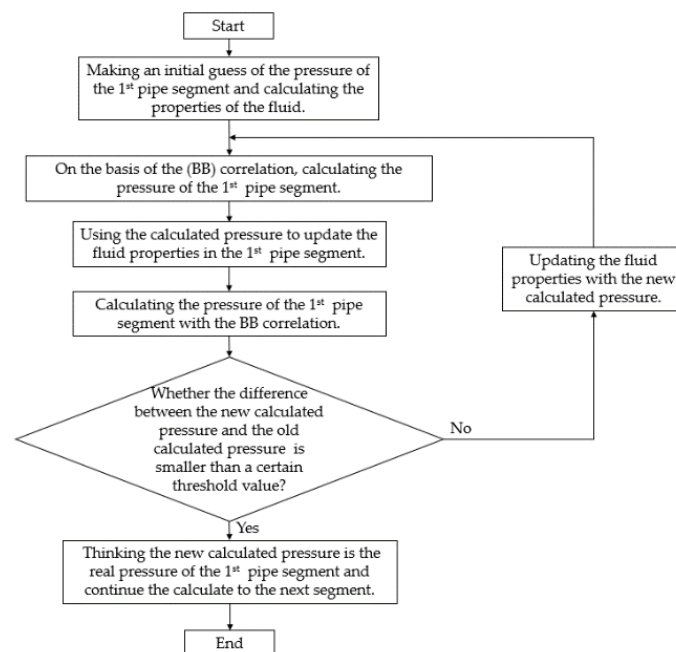 Start
Making an initial guess of the pressure of
the 1st pipe segment and calculating the
properties of the fluid.
On the basis of the (BB) correlation, calculating the
pressure of the 1st pipe segment.
Using the calculated pressure to update the
fluid properties in the 1st pipe segment.
Updating the fluid
properties with the new
calculated pressure.
Calculating the pressure of the 1st pipe
segment with the BB correlation.
Whether the difference
between the new calculated
pressure and the old
calculated pressure is
smaller than a certain
threshold value?
No
Yes
Thinking the new calculated pressure is the
real pressure of the 1st pipe segment and
continue the calculate to the next segment.
End